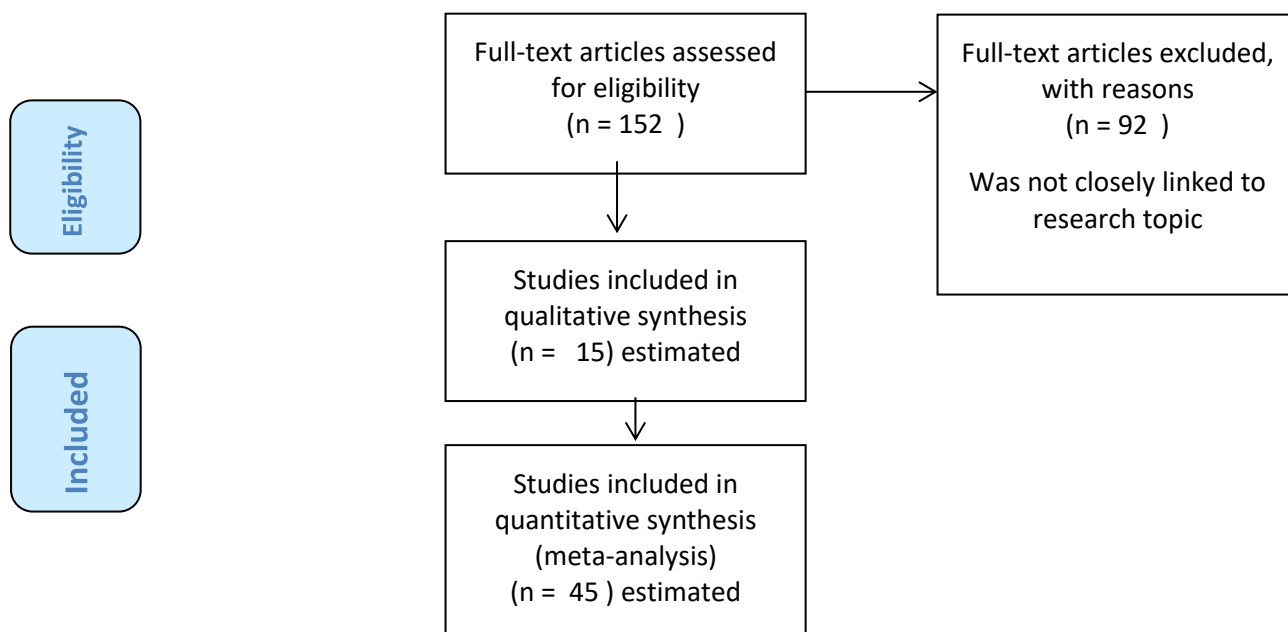 Full-text articles assessed
for eligibility
(n = 152 )
Full-text articles excluded,
with reasons
(n = 92 )
Was not closely linked to
research topic
Eligibility
Studies included in
qualitative synthesis
(n = 15) estimated
Included
Studies included in
quantitative synthesis
(meta-analysis)
(n = 45 ) estimated